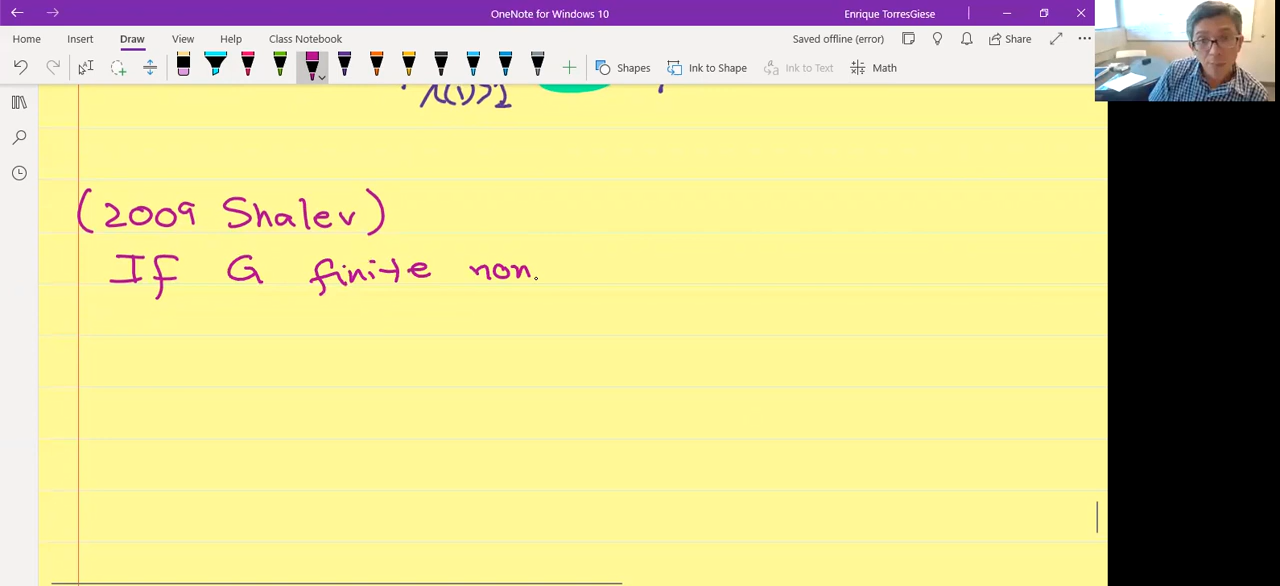 OneNote for Windows 10
Enrique TorresGiese
Home Insert Draw View Help Class Notebook
Saved offline (error)
Share
Shapes
Ink to Shape
Ink to Text
Math
(2009 Shalev)
If G finite non